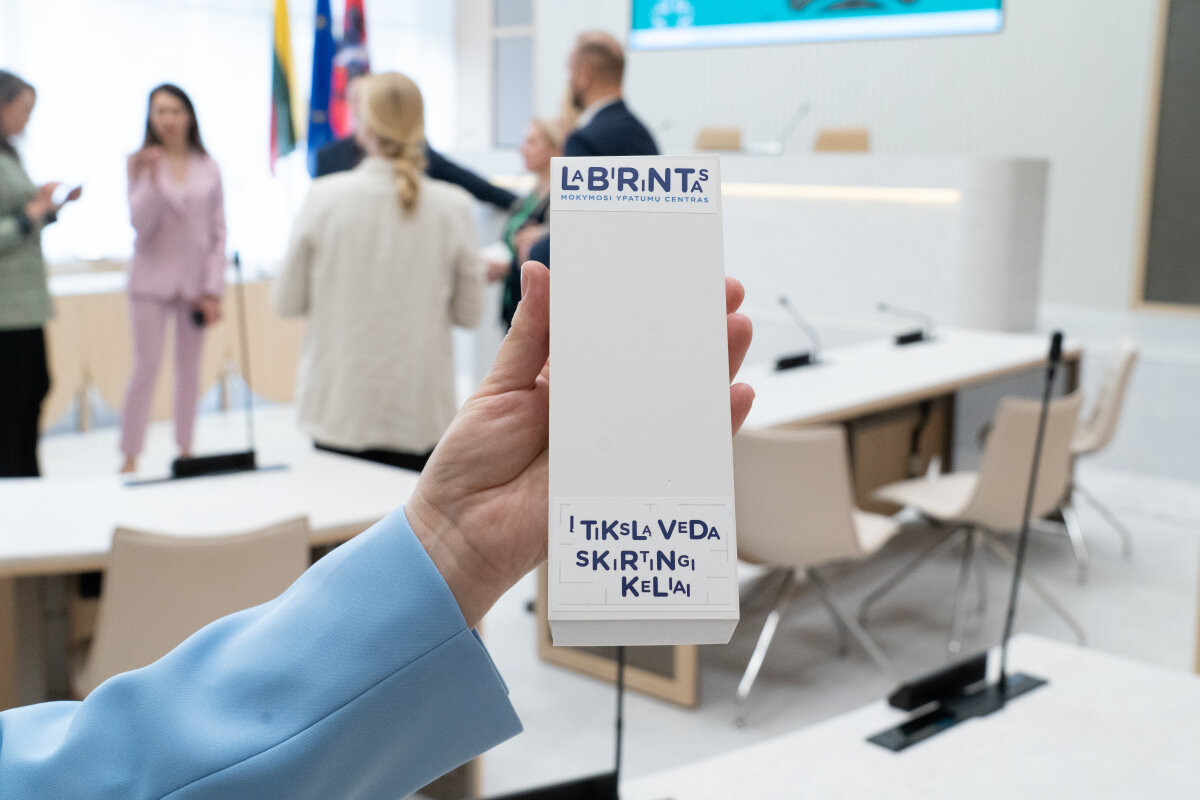 LABIRINTAS
MOKYMOSI YPATUMŲ CENTRAS
Į TIKSLĄ VEDA
SKIRTINGI
KELIAI